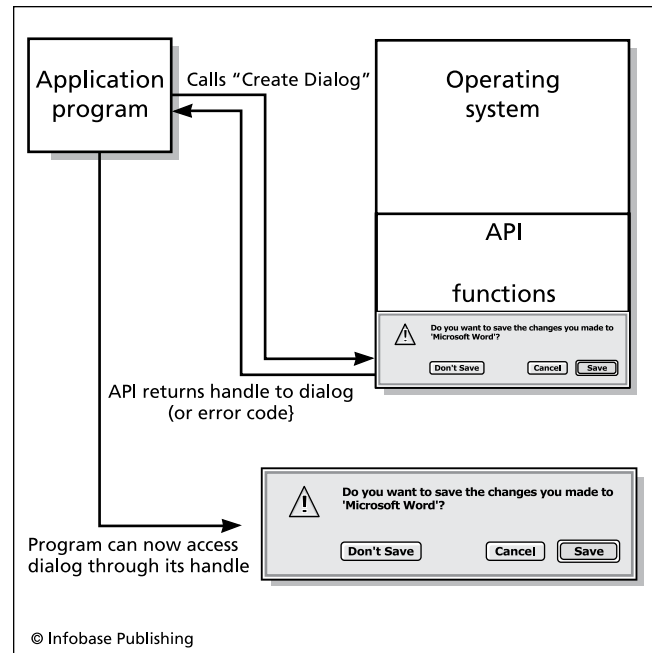 Application
program
Calls “Create Dialog”
Operating
system
API
functions
Do you want to save the changes you made to
'Microsoft Word'?
Don't Save
Cancel
Save
API returns handle to dialog
(or error code}
Do you want to save the changes you made to
'Microsoft Word'?
Don't Save
Cancel
Save
Program can now access
dialog through its handle
© Infobase Publishing